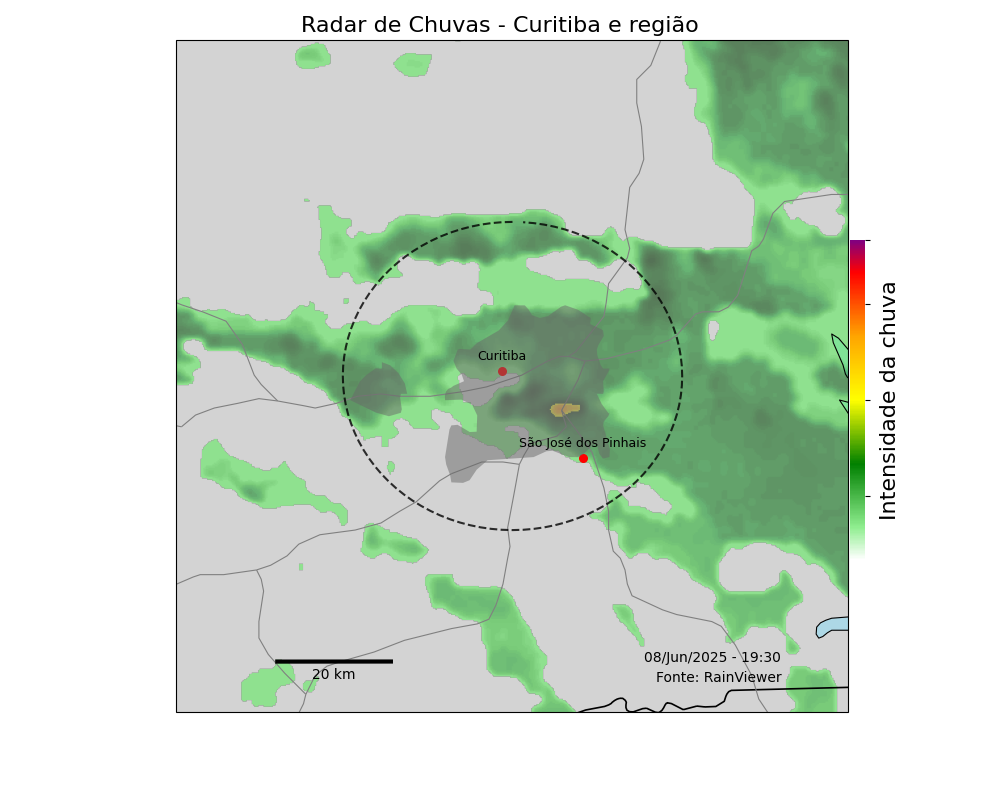 Radar de Chuvas - Curitiba e região
Curitiba
São José dos Pinhais
Intensidade da chuva
08/Jun/2025 - 19:30
Fonte: RainViewer
20 km